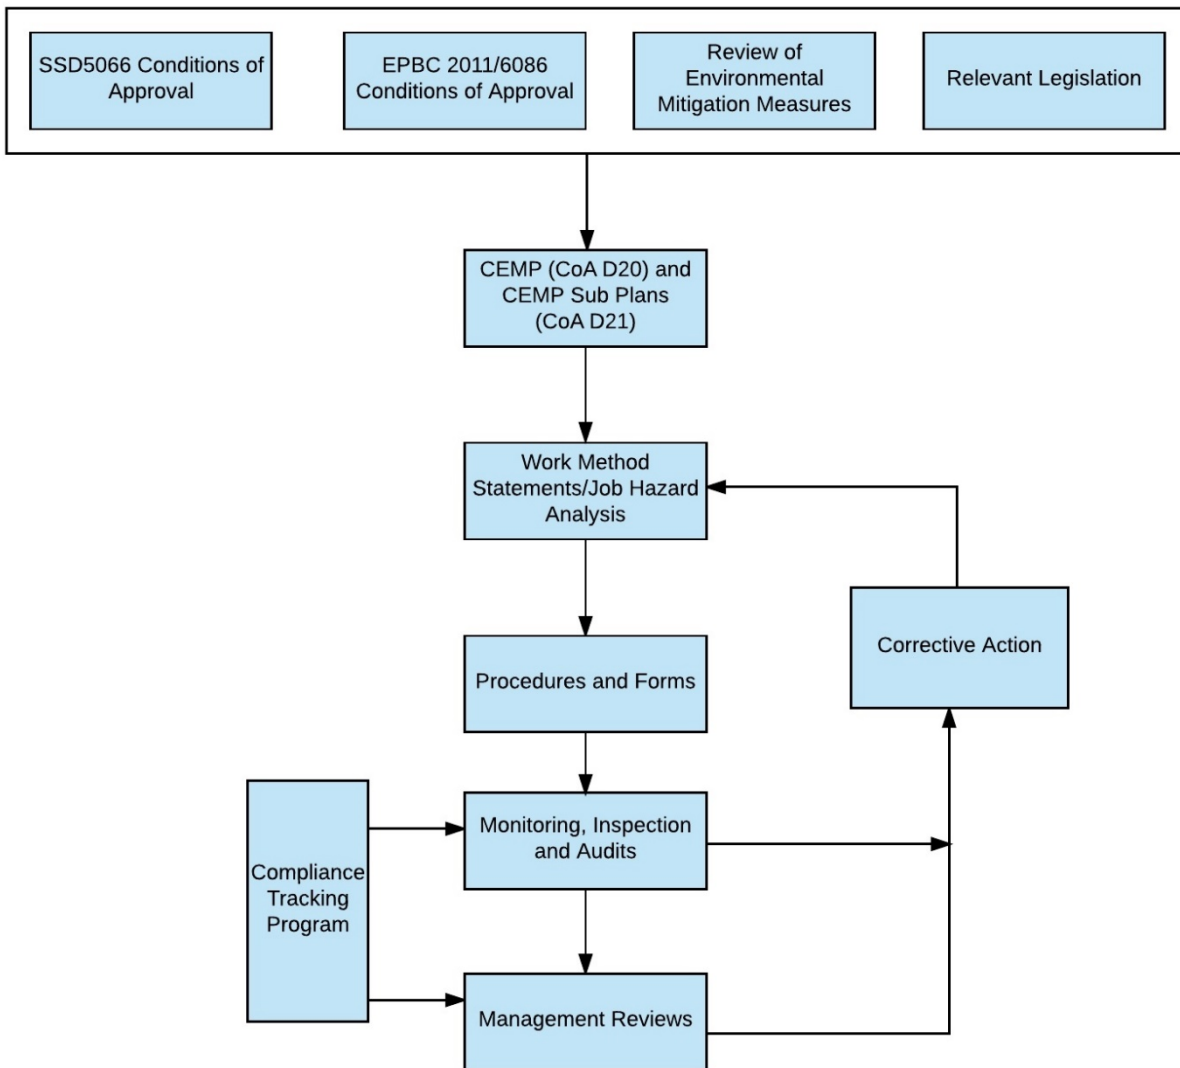 SSD5066 Conditions of
Approval
EPBC 2011/6086
Conditions of Approval
Review of
Environmental
Mitigation Measures
Relevant Legislation
CEMP (CoA D20) and
CEMP Sub Plans
(CoA D21)
Work Method
Statements/Job Hazard
Analysis
Corrective Action
Procedures and Forms
Monitoring, Inspection
and Audits
Compliance
Tracking
Program
Management Reviews